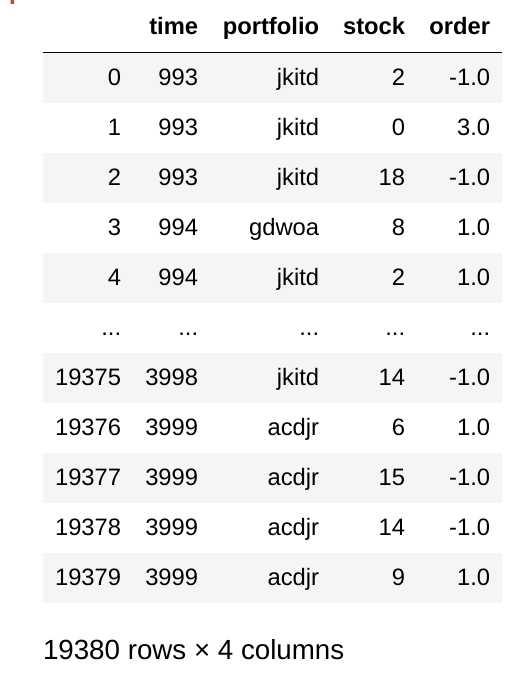 time portfolio stock order
0 993 jkitd 2 -1.0
1 993 jkitd 0 3.0
2 993 jkitd 18 -1.0
3 994 gdwoa 8 1.0
4 994 jkitd 2 1.0
... ... ... ... ...
19375 3998 jkitd 14 -1.0
19376 3999 acdjr 6 1.0
19377 3999 acdjr 15 -1.0
19378 3999 acdjr 14 -1.0
19379 3999 acdjr 9 1.0
19380 rows × 4 columns